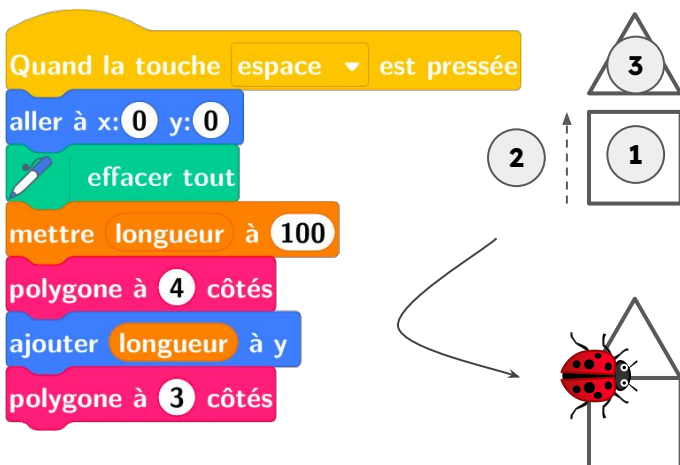 Quand la touche espace est pressée
aller à x: 0 y: 0
effacer tout
mettre longueur à 100
polygone à 4 côtés
ajouter longueur à y
polygone à 3 côtés
3
2
1